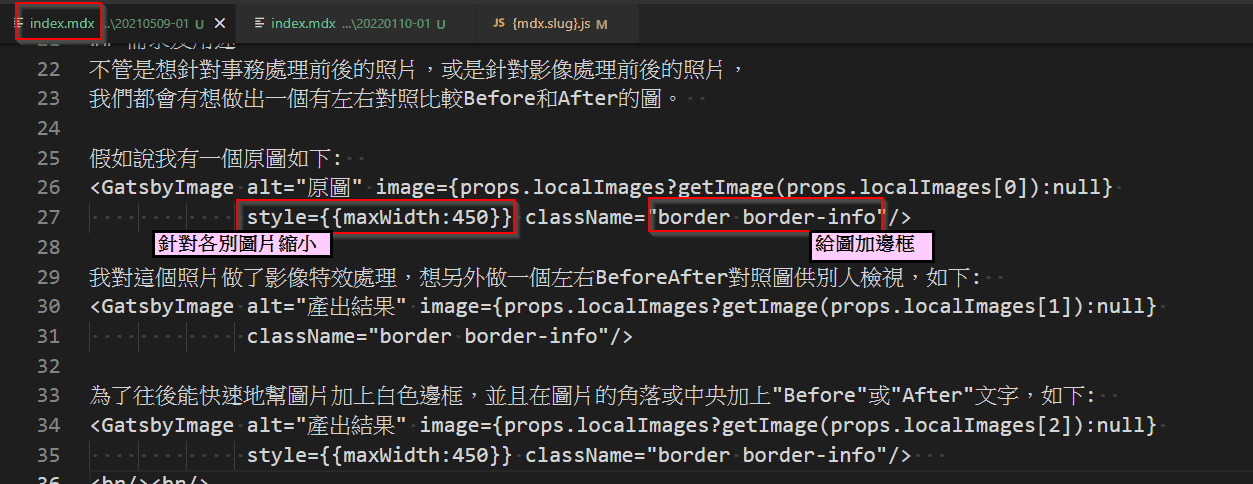 index.mdx ...\20210509-01 U × index.mdx ...\20220110-01 U JS {mdx.slug}.js M
22 不管是想針對事務處理前後的照片，或是針對影像處理前後的照片，
23 我們都會有想做出一個有左右對照比較Before和After的圖。
24
25 假如說我有一個原圖如下:
26 <GatsbyImage alt="原圖" image={props.localImages?getImage(props.localImages[0]):null}
27 style={{maxWidth:450}} className="border border-info"/>
28 針對各別圖片縮小 給圖加邊框
29 我對這個照片做了影像特效處理，想另外做一個左右BeforeAfter對照圖供別人檢視，如下:
30 <GatsbyImage alt="產出結果" image={props.localImages?getImage(props.localImages[1]):null}
31 className="border border-info"/>
32
33 為了往後能快速地幫圖片加上白色邊框，並且在圖片的角落或中央加上"Before"或"After"文字，如下:
34 <GatsbyImage alt="產出結果" image={props.localImages?getImage(props.localImages[2]):null}
35 style={{maxWidth:450}} className="border border-info"/>